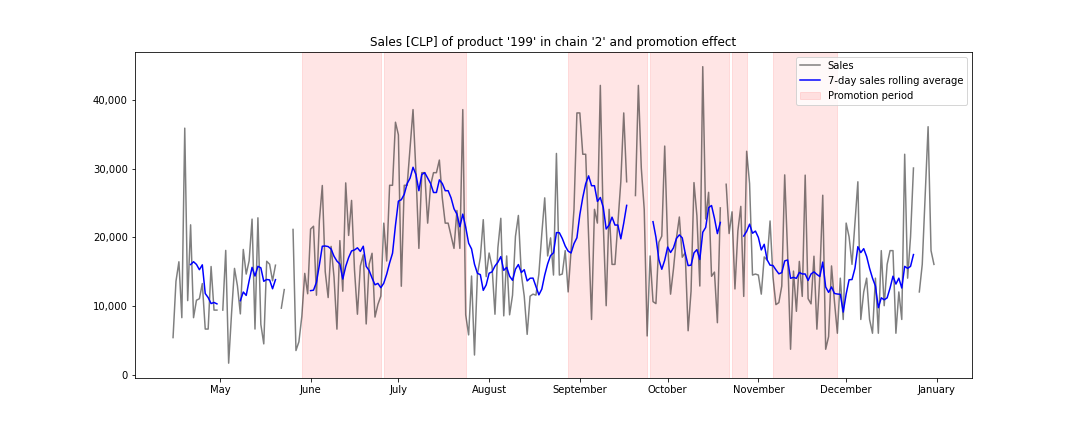 Sales [CLP] of product '199' in chain '2' and promotion effect
Sales
7-day sales rolling average
Promotion period
40,000
30,000
20,000
10,000
0
May June July August September October November December January